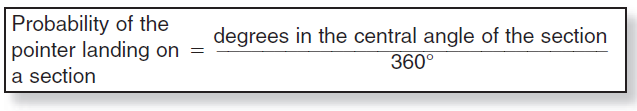 Probability of the
pointer landing on = degrees in the central angle of the section
a section
360°